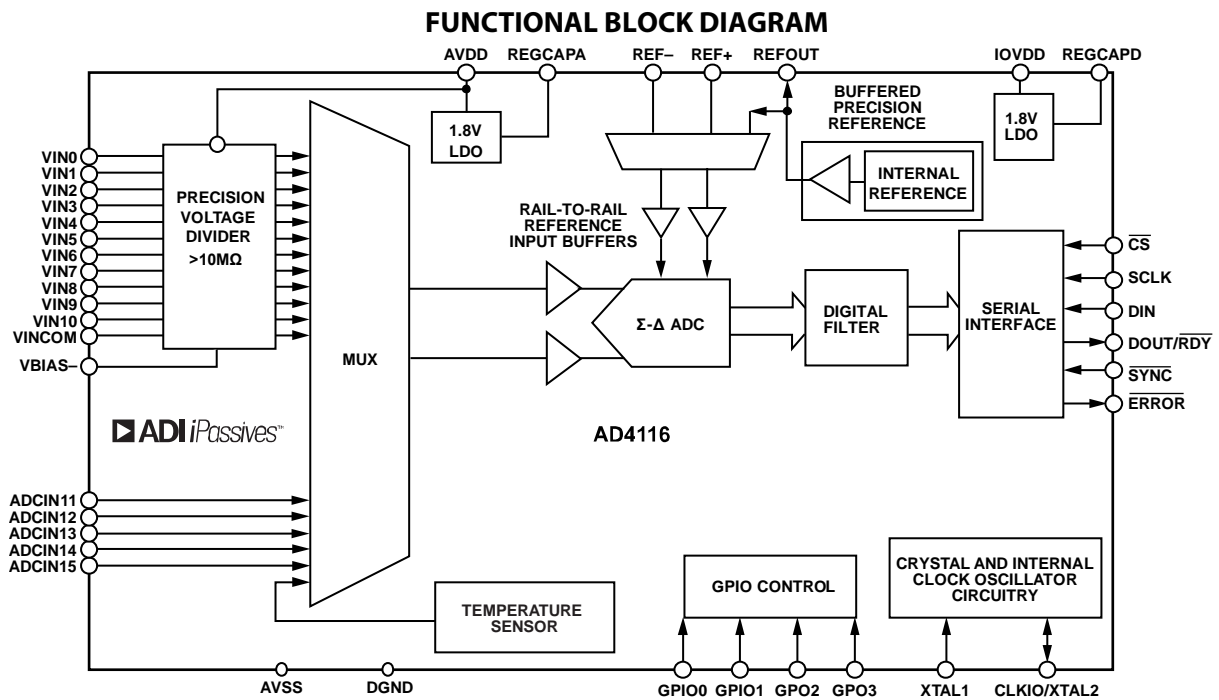 FUNCTIONAL BLOCK DIAGRAM
AVDD
REGCAPA
REF–
REF+
REFOUT
IOVDD
REGCAPD
1.8V
LDO
BUFFERED
PRECISION
REFERENCE
INTERNAL
REFERENCE
1.8V
LDO
VIN0
VIN1
VIN2
VIN3
VIN4
VIN5
VIN6
VIN7
VIN8
VIN9
VIN10
VINCOM
VBIAS–
PRECISION
VOLTAGE
DIVIDER
>10MΩ
MUX
RAIL-TO-RAIL
REFERENCE
INPUT BUFFERS
Σ-Δ ADC
DIGITAL
FILTER
SERIAL
INTERFACE
CS
SCLK
DIN
DOUT/RDY
SYNC
ERROR
ADI iPassives™
AD4116
ADCIN11
ADCIN12
ADCIN13
ADCIN14
ADCIN15
TEMPERATURE
SENSOR
GPIO CONTROL
CRYSTAL AND INTERNAL
CLOCK OSCILLATOR
CIRCUITRY
AVSS
DGND
GPIO0
GPIO1
GPO2
GPO3
XTAL1
CLKIO/XTAL2